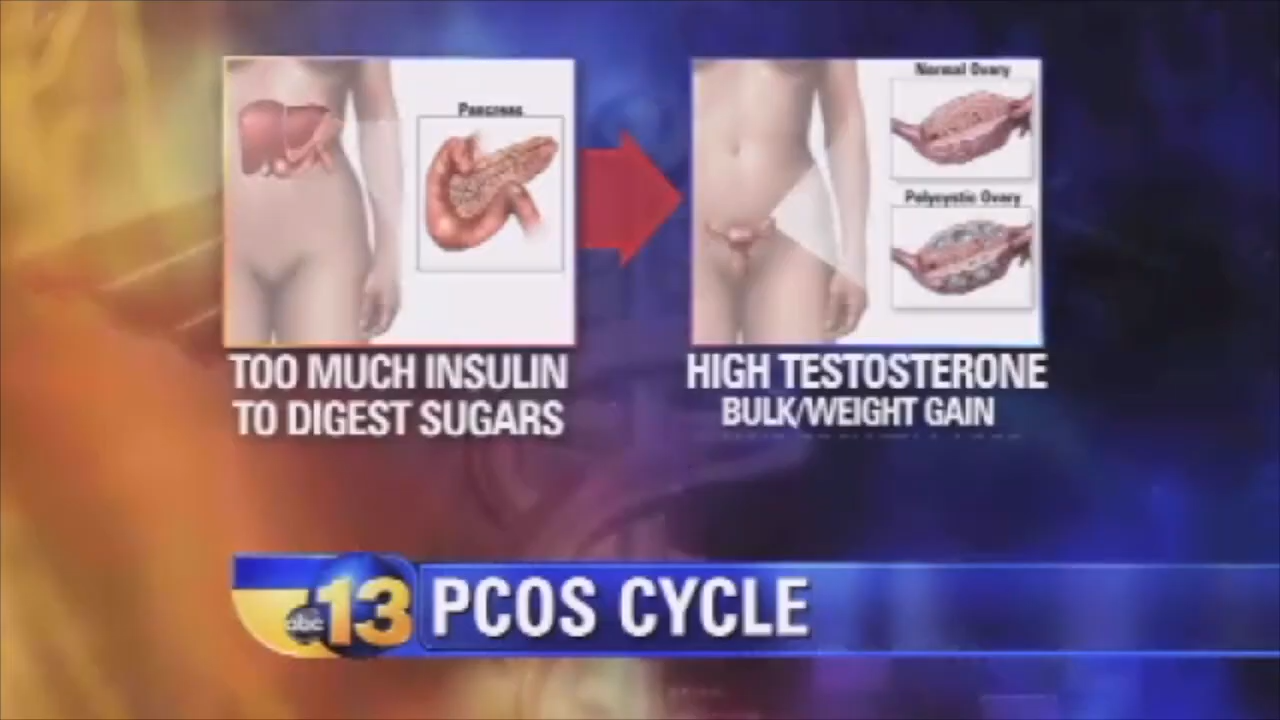 Pancreas
Normal Ovary
Polycystic Ovary
TOO MUCH INSULIN
TO DIGEST SUGARS
HIGH TESTOSTERONE
BULK/WEIGHT GAIN
abc 13
PCOS CYCLE